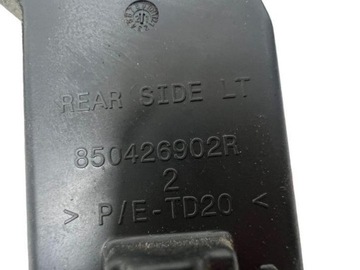 REAR SIDE LT
850426902R
2
> P/E-TD20 <